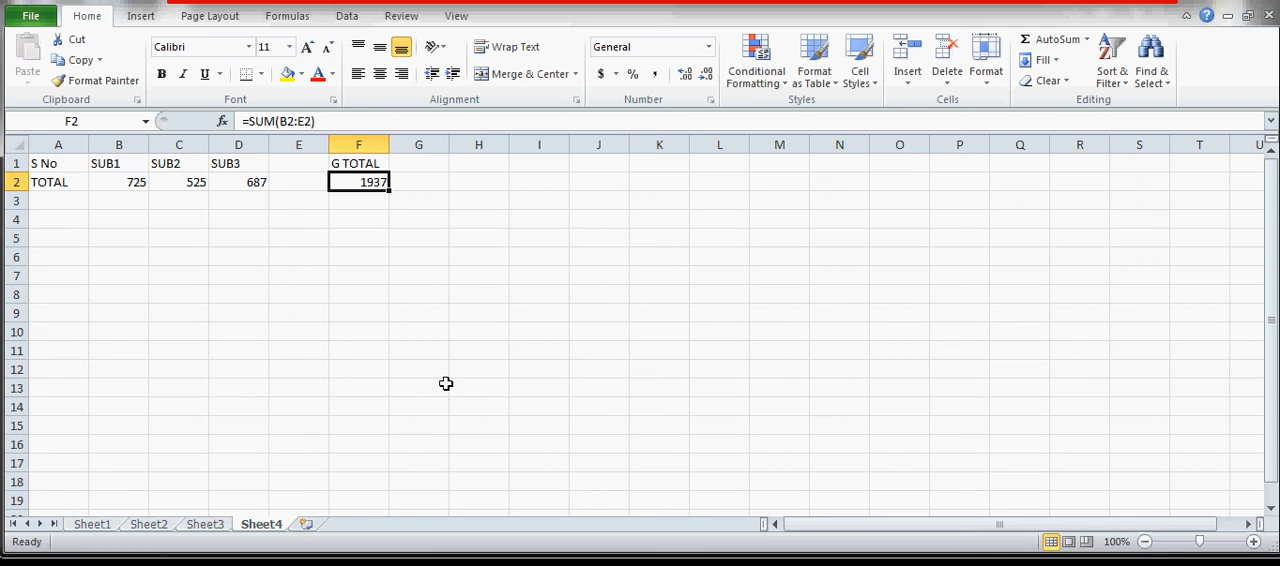 File Home Insert Page Layout Formulas Data Review View
Paste Cut Copy Format Painter Clipboard
Calibri 11 B I U A Font
Wrap Text Merge & Center Alignment
General $ % , Number
Conditional Formatting Format as Table Cell Styles Styles
Insert Delete Format Cells
Σ AutoSum Fill Clear Sort & Filter Find & Select Editing
F2 fx =SUM(B2:E2)
A B C D E F G H I J K L M N O P Q R S T U
1 S No SUB1 SUB2 SUB3 G TOTAL
2 TOTAL 725 525 687 1937
3
4
5
6
7
8
9
10
11
12
13
14
15
16
17
18
19
Sheet1 Sheet2 Sheet3 Sheet4
Ready 100%